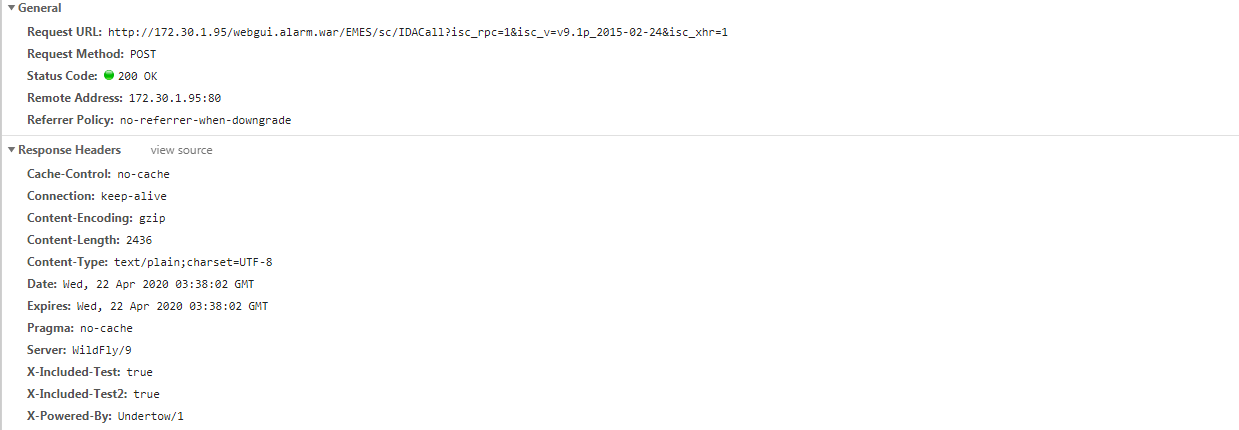 General
Request URL: http://172.30.1.95/webgui.alarm.war/EMES/sc/IDACall?isc_rpc=1&isc_v=v9.1p_2015-02-24&isc_xhr=1
Request Method: POST
Status Code: 200 OK
Remote Address: 172.30.1.95:80
Referrer Policy: no-referrer-when-downgrade
Response Headers view source
Cache-Control: no-cache
Connection: keep-alive
Content-Encoding: gzip
Content-Length: 2436
Content-Type: text/plain;charset=UTF-8
Date: Wed, 22 Apr 2020 03:38:02 GMT
Expires: Wed, 22 Apr 2020 03:38:02 GMT
Pragma: no-cache
Server: WildFly/9
X-Included-Test: true
X-Included-Test2: true
X-Powered-By: Undertow/1